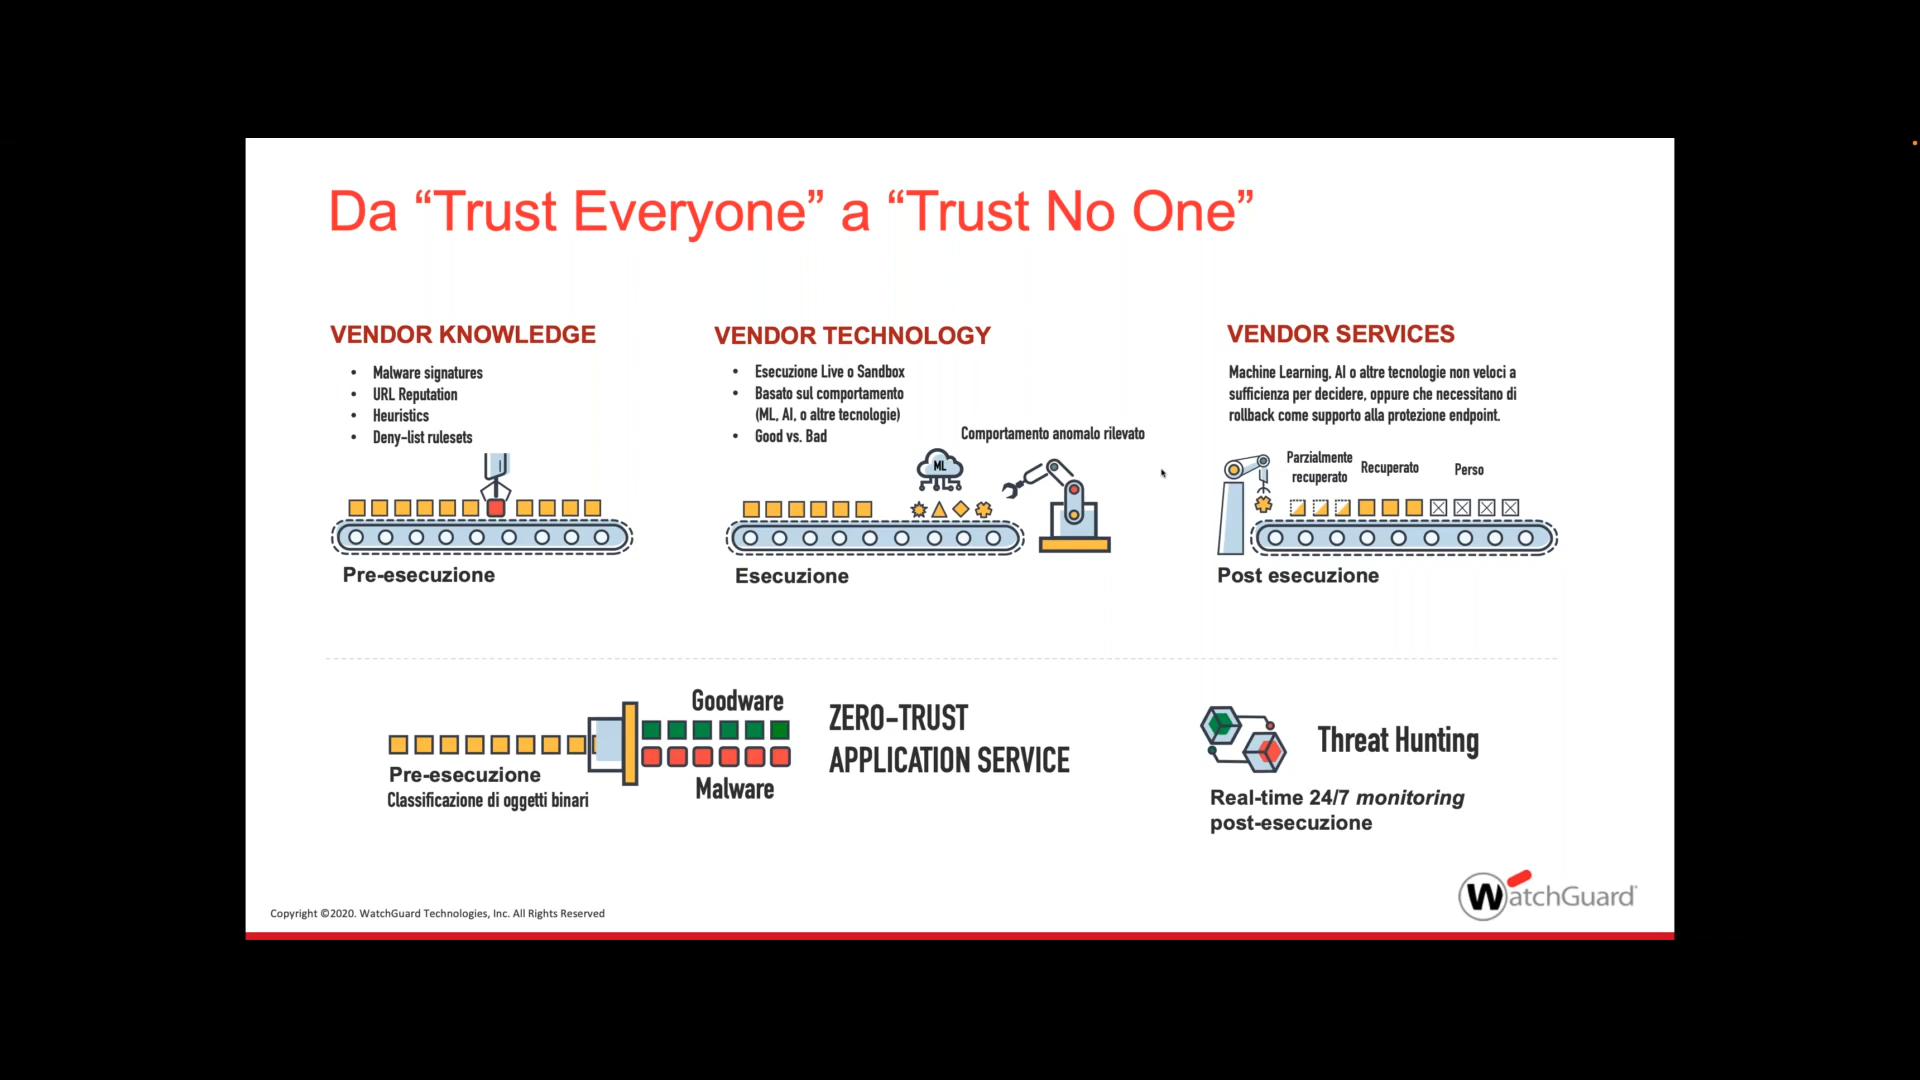 Da “Trust Everyone” a “Trust No One”
VENDOR KNOWLEDGE
• Malware signatures
• URL Reputation
• Heuristics
• Deny-list rulesets
Pre-esecuzione
VENDOR TECHNOLOGY
• Esecuzione Live o Sandbox
• Basato sul comportamento
(ML, AI, o altre tecnologie)
• Good vs. Bad
Comportamento anomalo rilevato
ML
Esecuzione
VENDOR SERVICES
Machine Learning, AI o altre tecnologie non veloci a
sufficienza per decidere, oppure che necessitano di
rollback come supporto alla protezione endpoint.
Parzialmente
recuperato
Recuperato
Perso
Post esecuzione
Goodware
Malware
Pre-esecuzione
Classificazione di oggetti binari
ZERO-TRUST
APPLICATION SERVICE
Threat Hunting
Real-time 24/7 monitoring
post-esecuzione
Copyright ©2020. WatchGuard Technologies, Inc. All Rights Reserved
WatchGuard